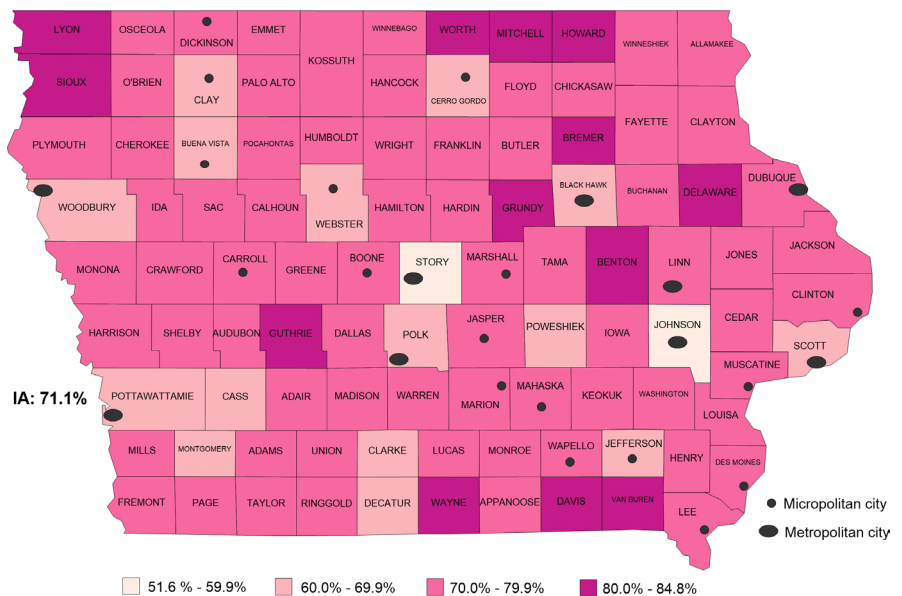 LYON
OSCEOLA
DICKINSON
EMMET
KOSSUTH
WINNEBAGO
WORTH
MITCHELL
HOWARD
WINNESHIEK
ALLAMAKEE
SIOUX
O'BRIEN
CLAY
PALO ALTO
HANCOCK
CERRO GORDO
FLOYD
CHICKASAW
FAYETTE
CLAYTON
PLYMOUTH
CHEROKEE
BUENA VISTA
POCAHONTAS
HUMBOLDT
WRIGHT
FRANKLIN
BUTLER
BREMER
WOODBURY
IDA
SAC
CALHOUN
WEBSTER
HAMILTON
HARDIN
GRUNDY
BLACK HAWK
BUCHANAN
DELAWARE
DUBUQUE
MONONA
CRAWFORD
CARROLL
GREENE
BOONE
STORY
MARSHALL
TAMA
BENTON
LINN
JONES
JACKSON
CLINTON
HARRISON
SHELBY
AUDUBON
GUTHRIE
DALLAS
POLK
JASPER
POWESHIEK
IOWA
JOHNSON
CEDAR
SCOTT
MUSCATINE
IA: 71.1%
POTTAWATTAMIE
CASS
ADAIR
MADISON
WARREN
MARION
MAHASKA
KEOKUK
WASHINGTON
LOUISA
MILLS
MONTGOMERY
ADAMS
UNION
CLARKE
LUCAS
MONROE
WAPELLO
JEFFERSON
HENRY
DES MOINES
FREMONT
PAGE
TAYLOR
RINGGOLD
DECATUR
WAYNE
APPANOOSE
DAVIS
VAN BUREN
LEE
Micropolitan city
Metropolitan city
51.6 % - 59.9%
60.0% - 69.9%
70.0% - 79.9%
80.0% - 84.8%